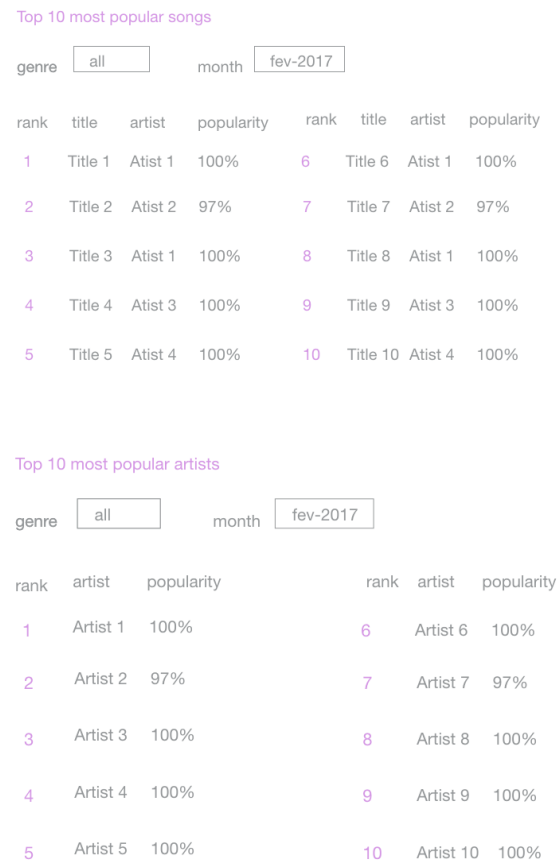 Top 10 most popular songs
genre all month fev-2017
rank title artist popularity rank title artist popularity
1 Title 1 Atist 1 100% 6 Title 6 Atist 1 100%
2 Title 2 Atist 2 97% 7 Title 7 Atist 2 97%
3 Title 3 Atist 1 100% 8 Title 8 Atist 1 100%
4 Title 4 Atist 3 100% 9 Title 9 Atist 3 100%
5 Title 5 Atist 4 100% 10 Title 10 Atist 4 100%
Top 10 most popular artists
genre all month fev-2017
rank artist popularity rank artist popularity
1 Artist 1 100% 6 Artist 6 100%
2 Artist 2 97% 7 Artist 7 97%
3 Artist 3 100% 8 Artist 8 100%
4 Artist 4 100% 9 Artist 9 100%
5 Artist 5 100% 10 Artist 10 100%